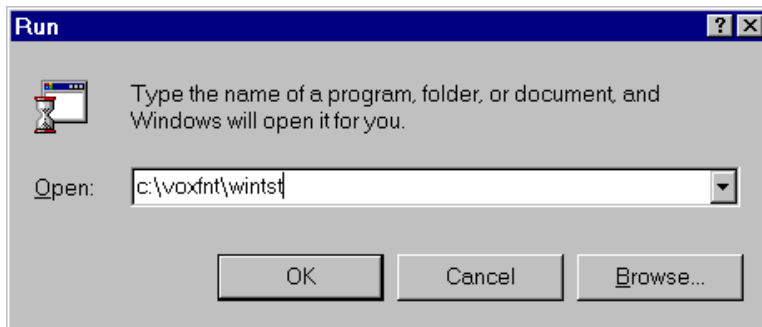 Run
Type the name of a program, folder, or document, and
Windows will open it for you.
Open: c:\voxfnt\wintst
OK Cancel Browse...